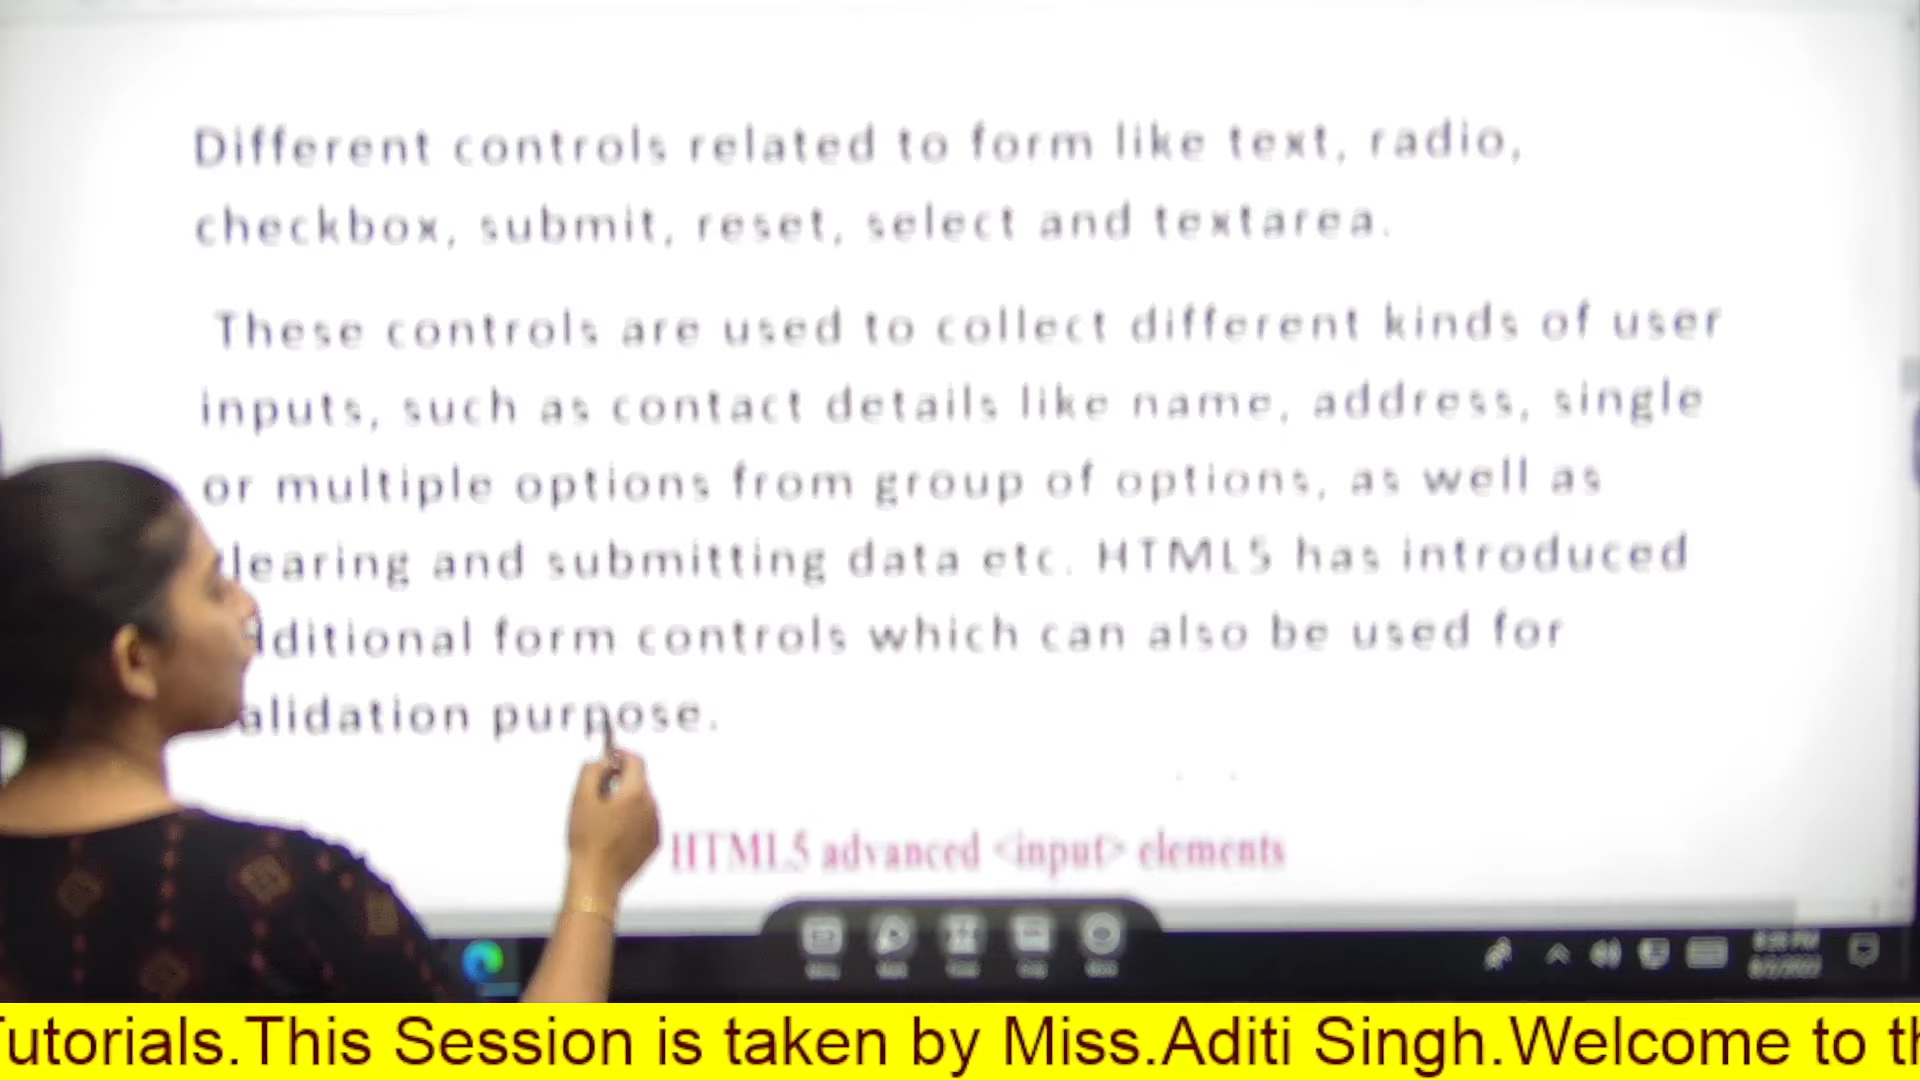 Different controls related to form like text, radio,
checkbox, submit, reset, select and textarea.
These controls are used to collect different kinds of user
inputs, such as contact details like name, address, single
or multiple options from group of options, as well as
learing and submitting data etc. HTML5 has introduced
dditional form controls which can also be used for
alidation purpose.
HTML5 advanced <input> elements
Tutorials.This Session is taken by Miss.Aditi Singh.Welcome to th